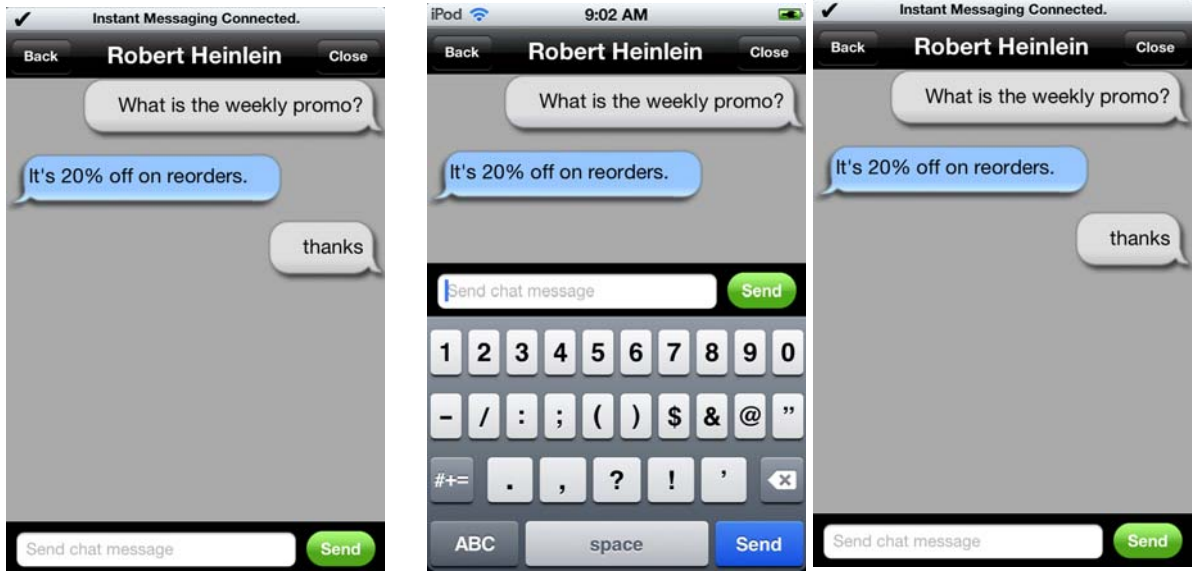 ✔ Instant Messaging Connected.
Back Robert Heinlein Close
What is the weekly promo?
It's 20% off on reorders.
thanks
Send chat message Send
iPod 9:02 AM
Back Robert Heinlein Close
What is the weekly promo?
It's 20% off on reorders.
Send chat message Send
1 2 3 4 5 6 7 8 9 0
- / : ; ( ) $ & @ ”
#+= . , ? ! ’
ABC space Send
✔ Instant Messaging Connected.
Back Robert Heinlein Close
What is the weekly promo?
It's 20% off on reorders.
thanks
Send chat message Send